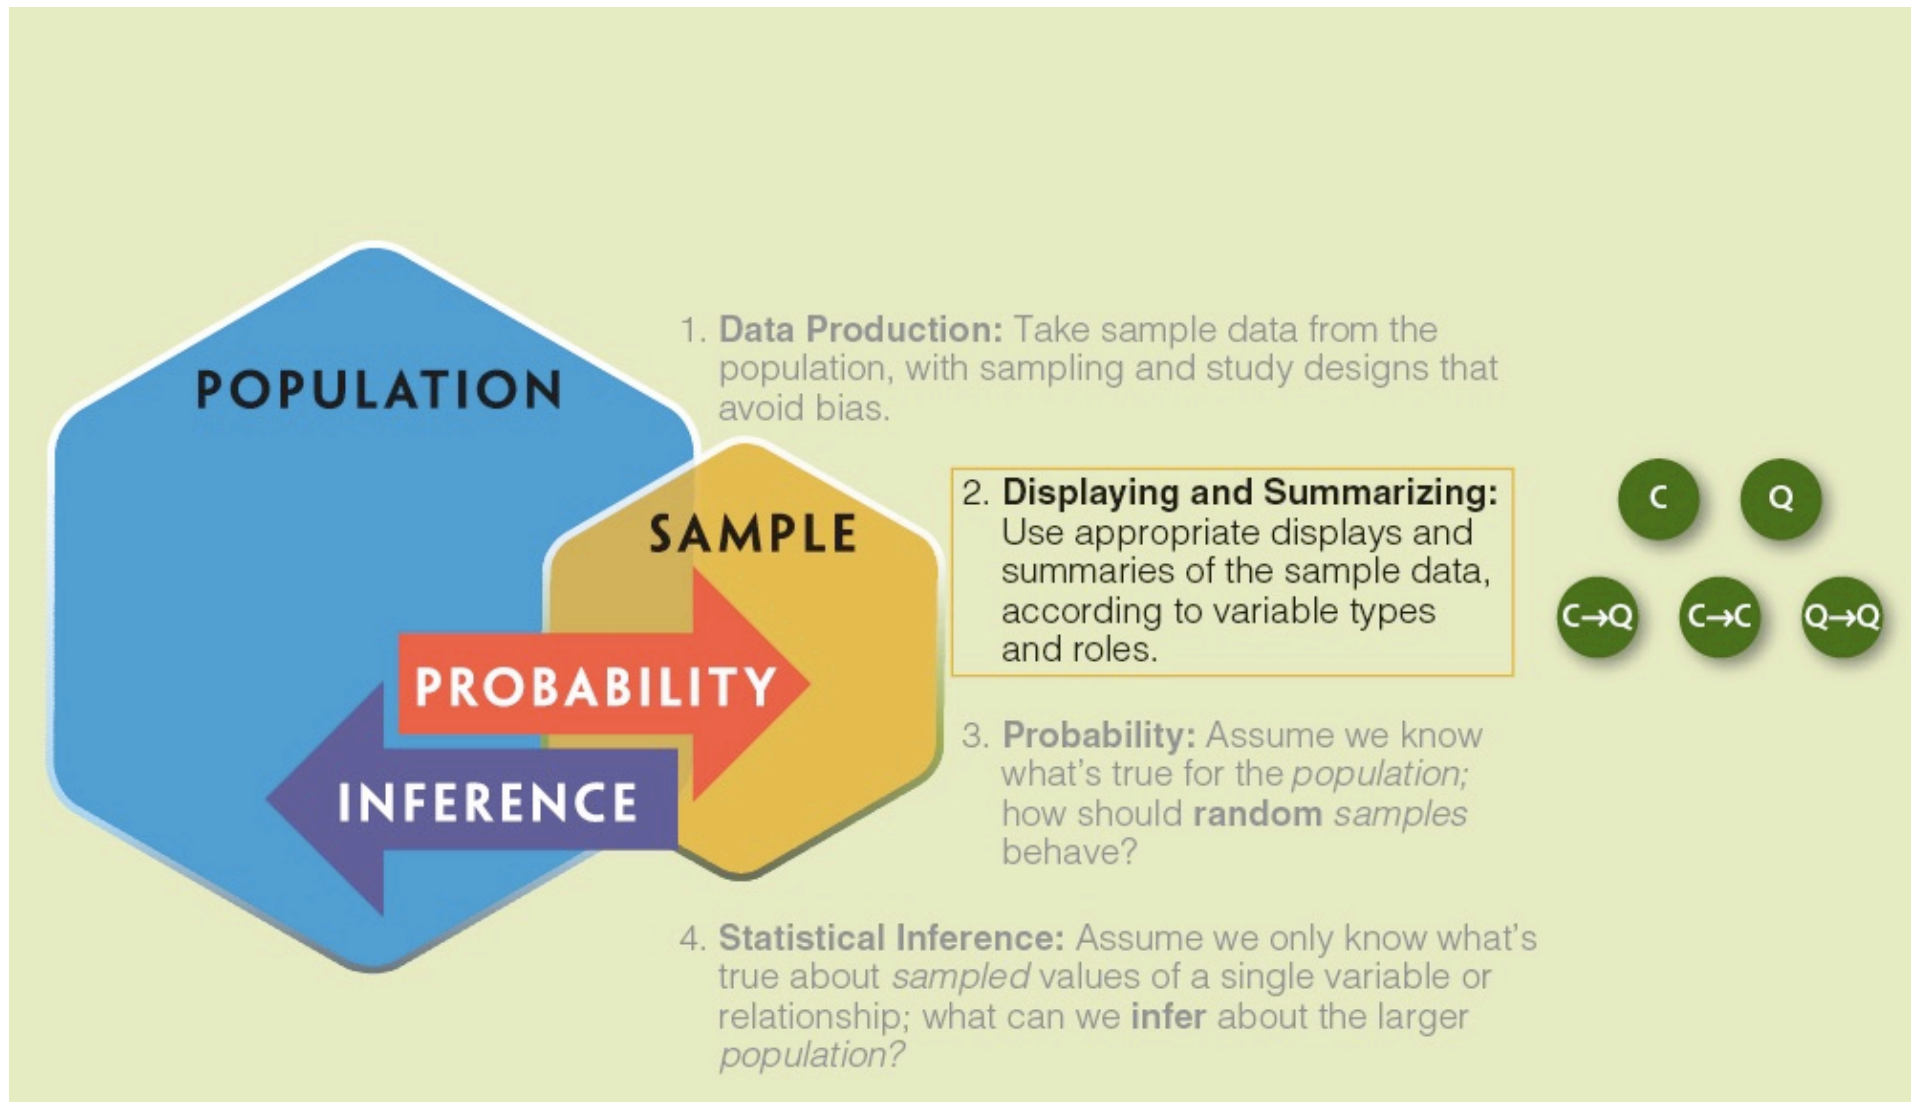 POPULATION
SAMPLE
PROBABILITY
INFERENCE
1. Data Production: Take sample data from the
population, with sampling and study designs that
avoid bias.
2. Displaying and Summarizing:
Use appropriate displays and
summaries of the sample data,
according to variable types
and roles.
C Q
C→Q C→C Q→Q
3. Probability: Assume we know
what's true for the population;
how should random samples
behave?
4. Statistical Inference: Assume we only know what's
true about sampled values of a single variable or
relationship; what can we infer about the larger
population?